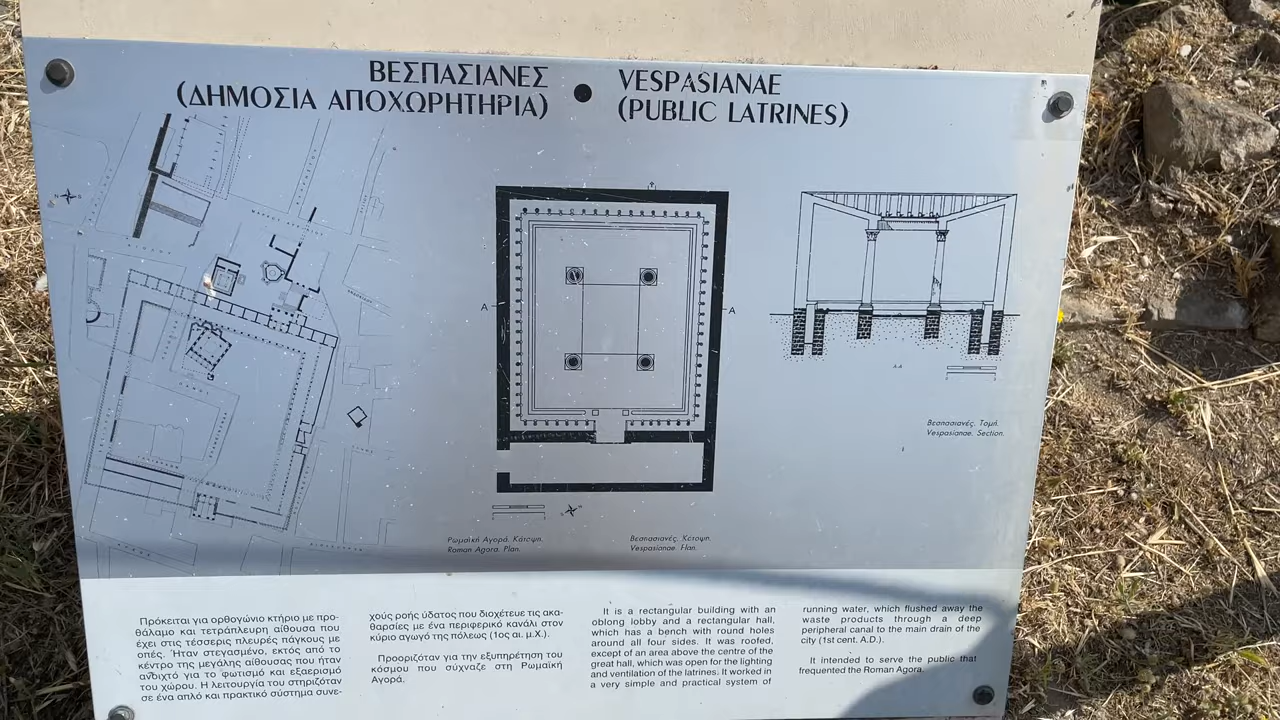 ΒΕΣΠΑΣΙΑΝΕΣ
(ΔΗΜΟΣΙΑ ΑΠΟΧΩΡΗΤΗΡΙΑ)
VESPASIANAE
(PUBLIC LATRINES)
A
A
Βεσπασιανές. Τομή.
Vespasianae. Section.
Ρωμαϊκή Αγορά. Κάτοψη.
Roman Agora. Plan.
Βεσπασιανές. Κάτοψη.
Vespasianae. Plan.
Πρόκειται για ορθογώνιο κτήριο με προ-
θάλαμο και τετράπλευρη αίθουσα που
έχει στις τέσσερις πλευρές πάγκους με
οπές. Ήταν στεγασμένο, εκτός από το
κέντρο της μεγάλης αίθουσας που ήταν
ανοιχτό για το φωτισμό και εξαερισμό
του χώρου. Η λειτουργία του στηριζόταν
σε ένα απλό και πρακτικό σύστημα συνε-
χούς ροής ύδατος που διοχέτευε τις ακα-
θαρσίες με ένα περιφερικό κανάλι στον
κύριο αγωγό της πόλεως (1ος αι. μ.Χ.).
Προοριζόταν για την εξυπηρέτηση του
κόσμου που σύχναζε στη Ρωμαϊκή
Αγορά.
It is a rectangular building with an
oblong lobby and a rectangular hall,
which has a bench with round holes
around all four sides. It was roofed,
except of an area above the centre of the
great hall, which was open for the lighting
and ventilation of the latrines. It worked in
a very simple and practical system of
running water, which flushed away the
waste products through a deep
peripheral canal to the main drain of the
city (1st cent. A.D.).
It intended to serve the public that
frequented the Roman Agora.